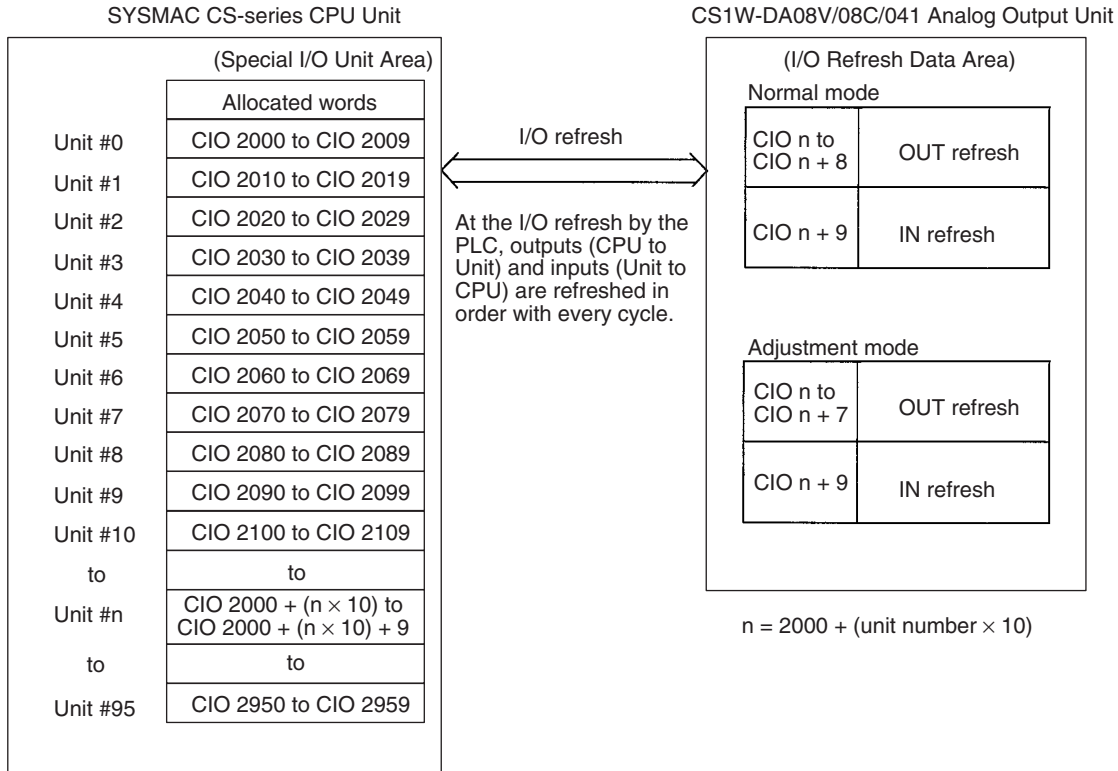 SYSMAC CS-series CPU Unit
(Special I/O Unit Area)
Allocated words
Unit #0 CIO 2000 to CIO 2009
Unit #1 CIO 2010 to CIO 2019
Unit #2 CIO 2020 to CIO 2029
Unit #3 CIO 2030 to CIO 2039
Unit #4 CIO 2040 to CIO 2049
Unit #5 CIO 2050 to CIO 2059
Unit #6 CIO 2060 to CIO 2069
Unit #7 CIO 2070 to CIO 2079
Unit #8 CIO 2080 to CIO 2089
Unit #9 CIO 2090 to CIO 2099
Unit #10 CIO 2100 to CIO 2109
to to
Unit #n CIO 2000 + (n × 10) to
CIO 2000 + (n × 10) + 9
to to
Unit #95 CIO 2950 to CIO 2959
I/O refresh
At the I/O refresh by the
PLC, outputs (CPU to
Unit) and inputs (Unit to
CPU) are refreshed in
order with every cycle.
CS1W-DA08V/08C/041 Analog Output Unit
(I/O Refresh Data Area)
Normal mode
CIO n to
CIO n + 8
OUT refresh
CIO n + 9 IN refresh
Adjustment mode
CIO n to
CIO n + 7
OUT refresh
CIO n + 9 IN refresh
n = 2000 + (unit number × 10)